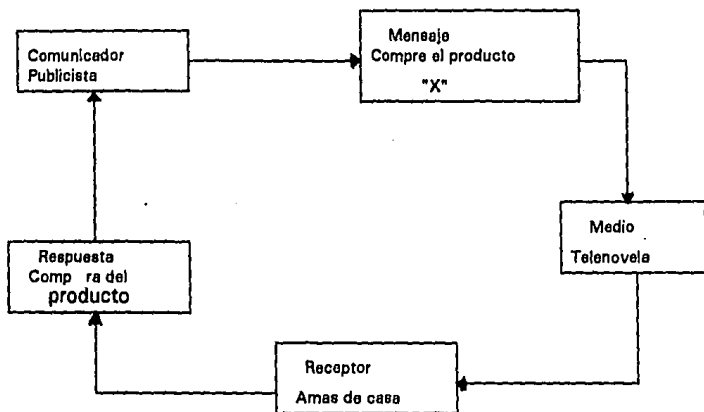 Comunicador
Publicista
Mensaje
Compre el producto
"X"
Medio
Telenovela
Receptor
Amas de casa
Respuesta
Comp ra del
producto